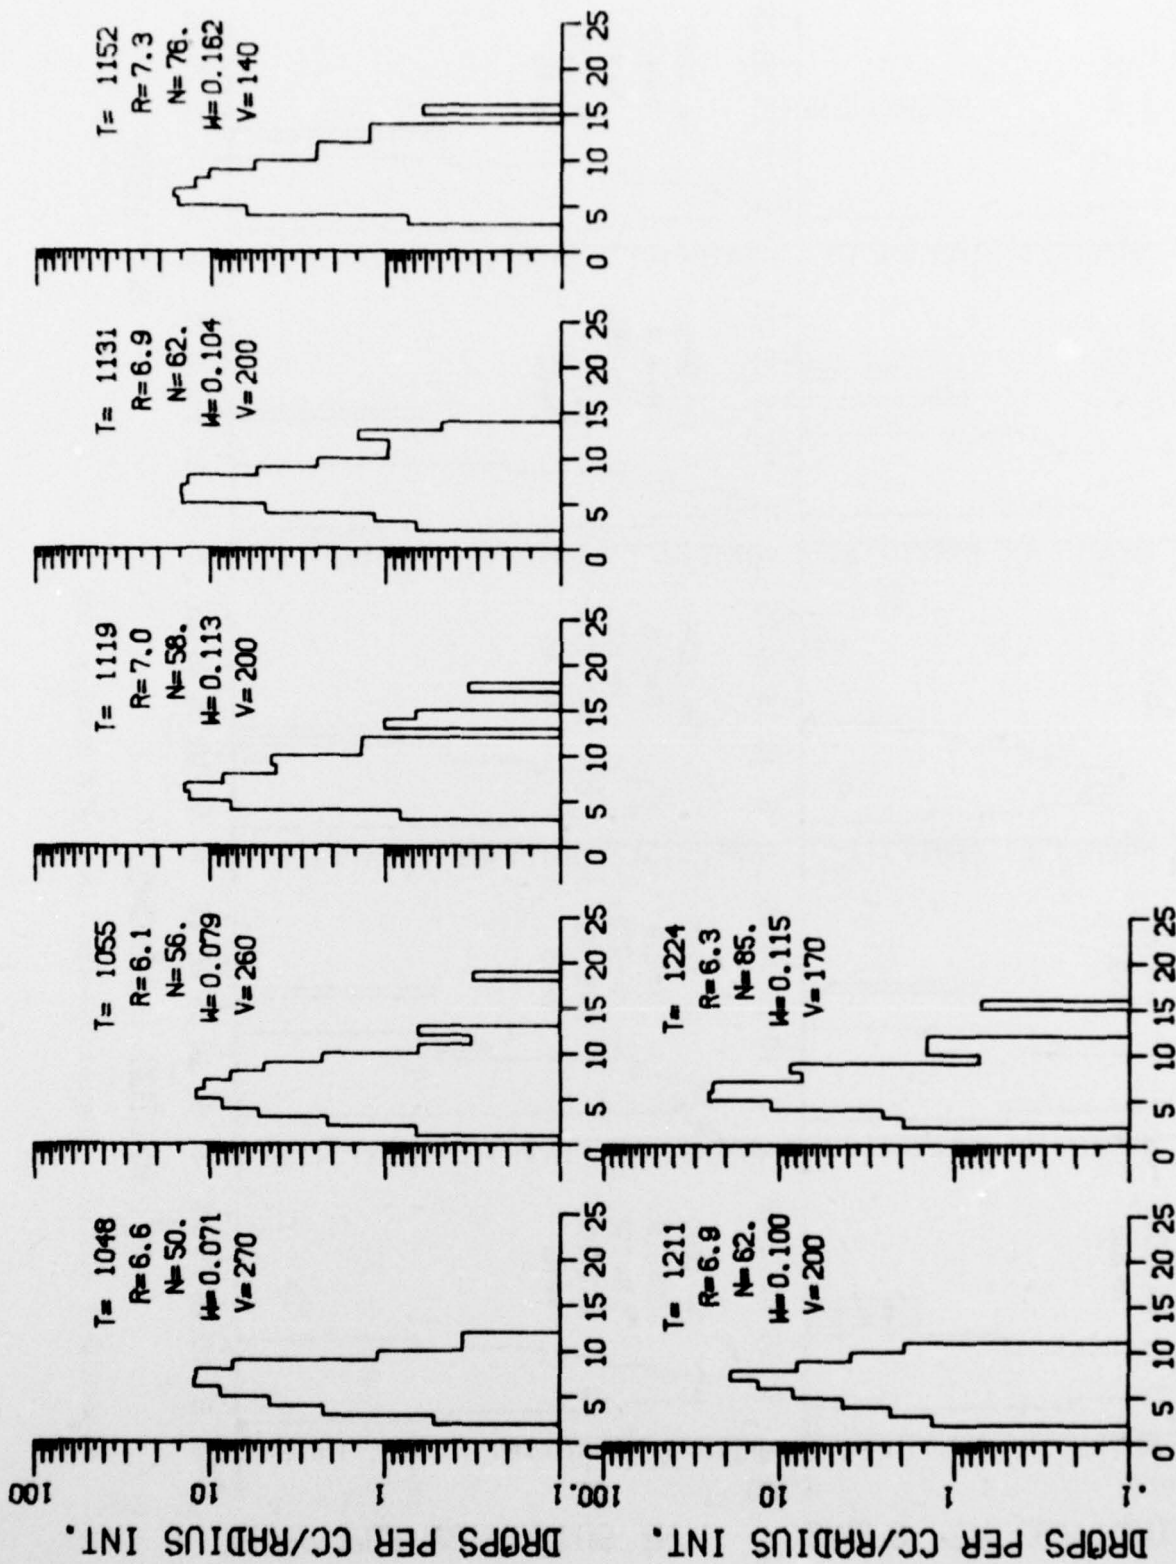 DROPS PER CC/RADIUS INT.
100
10
1
.1
T= 1048
R=6.6
N=50.
W=0.071
V=270
0 5 10 15 20 25
T= 1055
R=6.1
N=56.
W=0.079
V=260
0 5 10 15 20 25
T= 1119
R=7.0
N=58.
W=0.113
V=200
0 5 10 15 20 25
T= 1131
R=6.9
N=62.
W=0.104
V=200
0 5 10 15 20 25
T= 1152
R=7.3
N=76.
W=0.162
V=140
0 5 10 15 20 25
DROPS PER CC/RADIUS INT.
100
10
1
.1
T= 1211
R=6.9
N=62.
W=0.100
V=200
0 5 10 15 20 25
T= 1224
R=6.3
N=85.
W=0.115
V=170
0 5 10 15 20 25